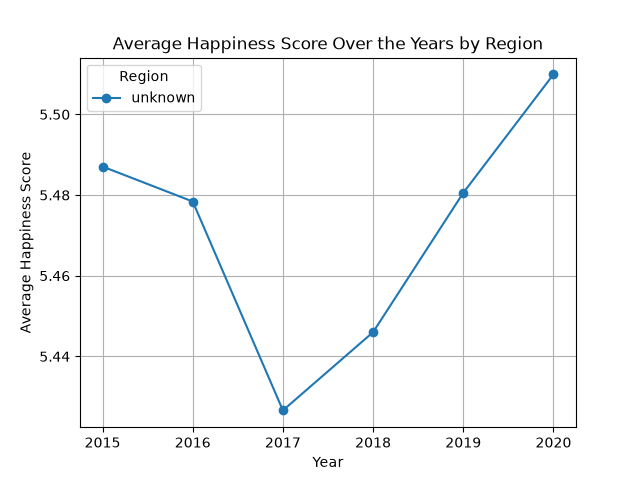 Average Happiness Score Over the Years by Region
Region
unknown
Average Happiness Score
5.50
5.48
5.46
5.44
2015 2016 2017 2018 2019 2020
Year